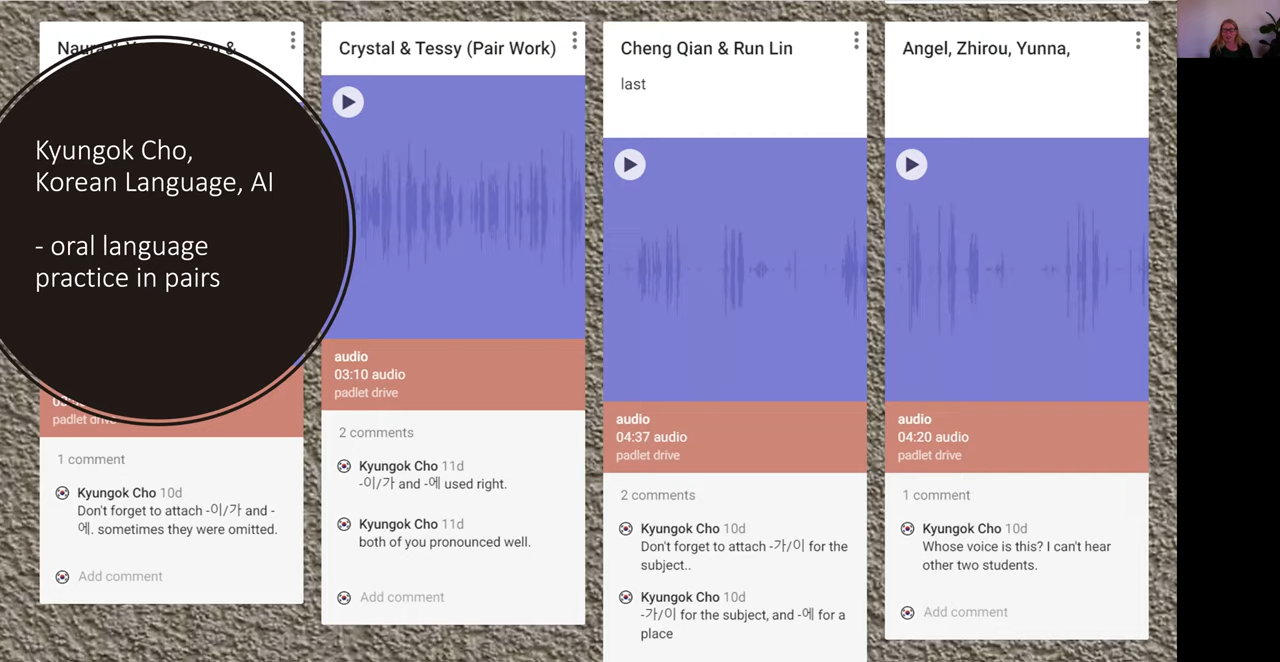 Kyungok Cho,
Korean Language, AI
- oral language
practice in pairs
padlet
1 comment
Kyungok Cho 10d
Don't forget to attach -이/가 and -
에. sometimes they were omitted.
Add comment
Crystal & Tessy (Pair Work)
audio
03:10 audio
padlet drive
2 comments
Kyungok Cho 11d
-이/가 and -에 used right.
Kyungok Cho 11d
both of you pronounced well.
Add comment
Cheng Qian & Run Lin
last
audio
04:37 audio
padlet drive
2 comments
Kyungok Cho 10d
Don't forget to attach -가/이 for the
subject..
Kyungok Cho 10d
-가/이 for the subject, and -에 for a
place
Angel, Zhirou, Yunna,
audio
04:20 audio
padlet drive
1 comment
Kyungok Cho 10d
Whose voice is this? I can't hear
other two students.
Add comment